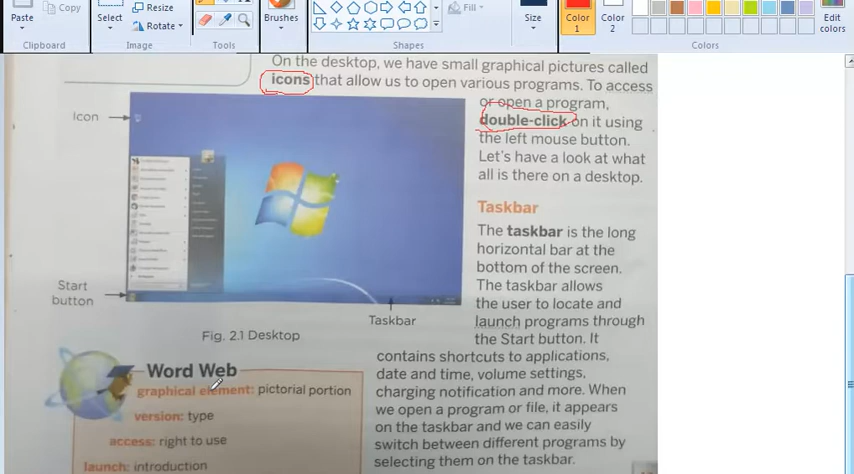 Paste
Copy
Select
Resize
Rotate
Brushes
Fill
Size
Color
1
Color
2
Edit
colors
Clipboard
Image
Tools
Shapes
Colors
On the desktop, we have small graphical pictures called
icons that allow us to open various programs. To access
or open a program,
double-click on it using
the left mouse button.
Let's have a look at what
all is there on a desktop.
Icon
Start
button
Taskbar
Fig. 2.1 Desktop
Taskbar
The taskbar is the long
horizontal bar at the
bottom of the screen.
The taskbar allows
the user to locate and
launch programs through
the Start button. It
contains shortcuts to applications,
date and time, volume settings,
charging notification and more. When
we open a program or file, it appears
on the taskbar and we can easily
switch between different programs by
selecting them on the taskbar.
Word Web
graphical element: pictorial portion
version: type
access: right to use
launch: introduction